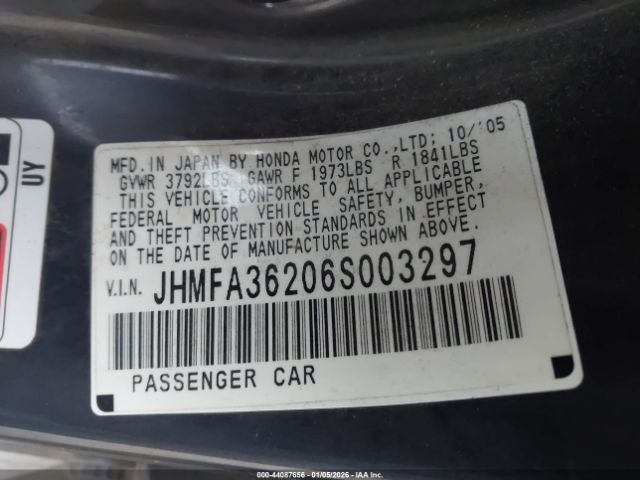 UY
MFD. IN JAPAN BY HONDA MOTOR CO.,LTD; 10/'05
GVWR 3792LBS GAWR F 1973LBS R 1841LBS
THIS VEHICLE CONFORMS TO ALL APPLICABLE
FEDERAL MOTOR VEHICLE SAFETY, BUMPER,
AND THEFT PREVENTION STANDARDS IN EFFECT
ON THE DATE OF MANUFACTURE SHOWN ABOVE.
V.I.N. JHMFA36206S003297
PASSENGER CAR
© 44087656 - 01/05/2026 - IAA Inc.